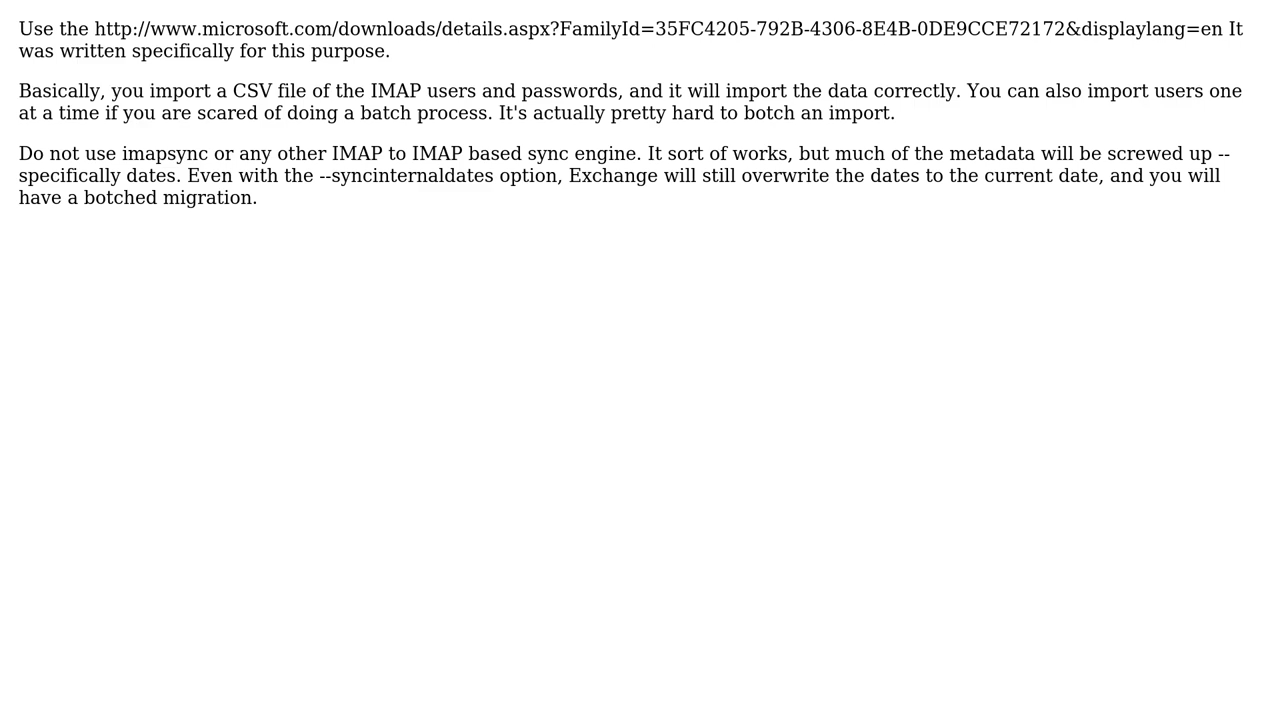 Use the http://www.microsoft.com/downloads/details.aspx?FamilyId=35FC4205-792B-4306-8E4B-0DE9CCE72172&displaylang=en It
was written specifically for this purpose.
Basically, you import a CSV file of the IMAP users and passwords, and it will import the data correctly. You can also import users one
at a time if you are scared of doing a batch process. It's actually pretty hard to botch an import.
Do not use imapsync or any other IMAP to IMAP based sync engine. It sort of works, but much of the metadata will be screwed up --
specifically dates. Even with the --syncinternaldates option, Exchange will still overwrite the dates to the current date, and you will
have a botched migration.